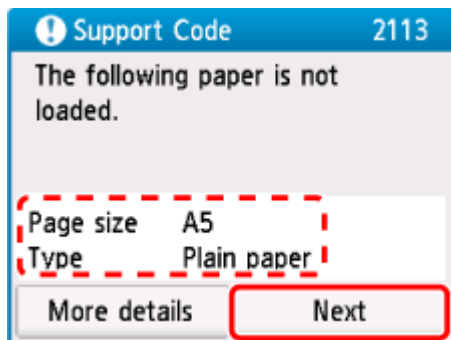 Support Code 2113
The following paper is not
loaded.
Page size A5
Type Plain paper
More details Next